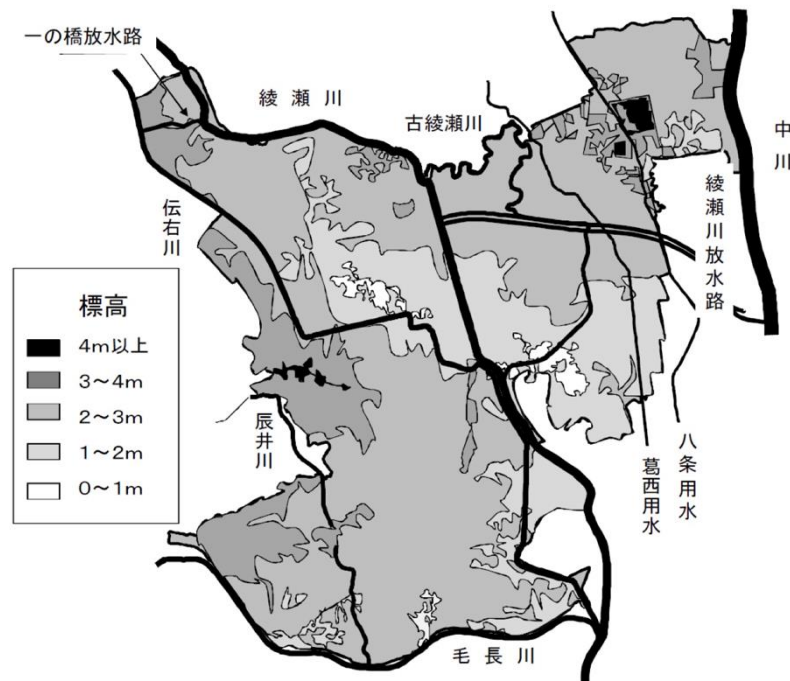 一の橋放水路
綾瀬川
古綾瀬川
中川
綾瀬川放水路
伝右川
標高
4m以上
3～4m
2～3m
1～2m
0～1m
辰井川
八条用水
葛西用水
毛長川